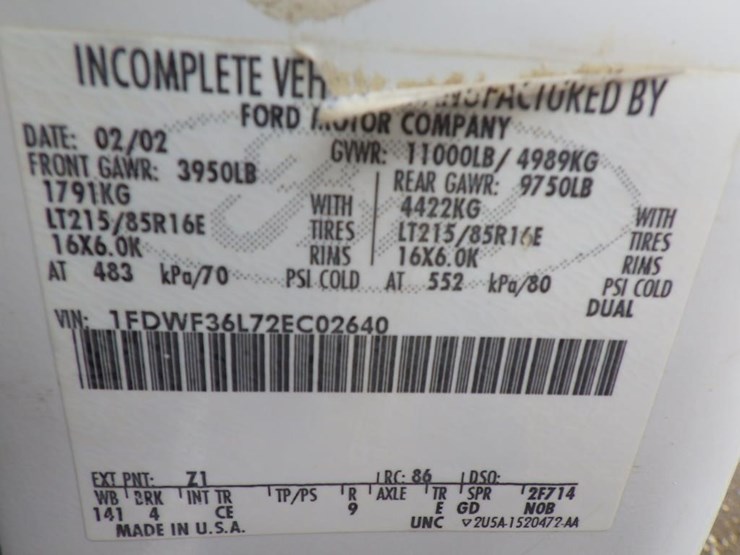 INCOMPLETE VEH MANUFACTURED BY
FORD MOTOR COMPANY
DATE: 02/02
GVWR: 11000LB/ 4989KG
FRONT GAWR: 3950LB
REAR GAWR: 9750LB
1791KG WITH 4422KG WITH
LT215/85R16E TIRES LT215/85R16E TIRES
16X6.0K RIMS 16X6.0K RIMS
AT 483 kPa/70 PSI COLD AT 552 kPa/80 PSI COLD
DUAL
VIN: 1FDWF36L72EC02640
EXT PNT: Z1 RC: 86 DSO:
WB BRK INT TR TP/PS R AXLE TR SPR 2F714
141 4 CE 9 E GD NOB
MADE IN U.S.A. UNC ▽2U5A-1520472-AA